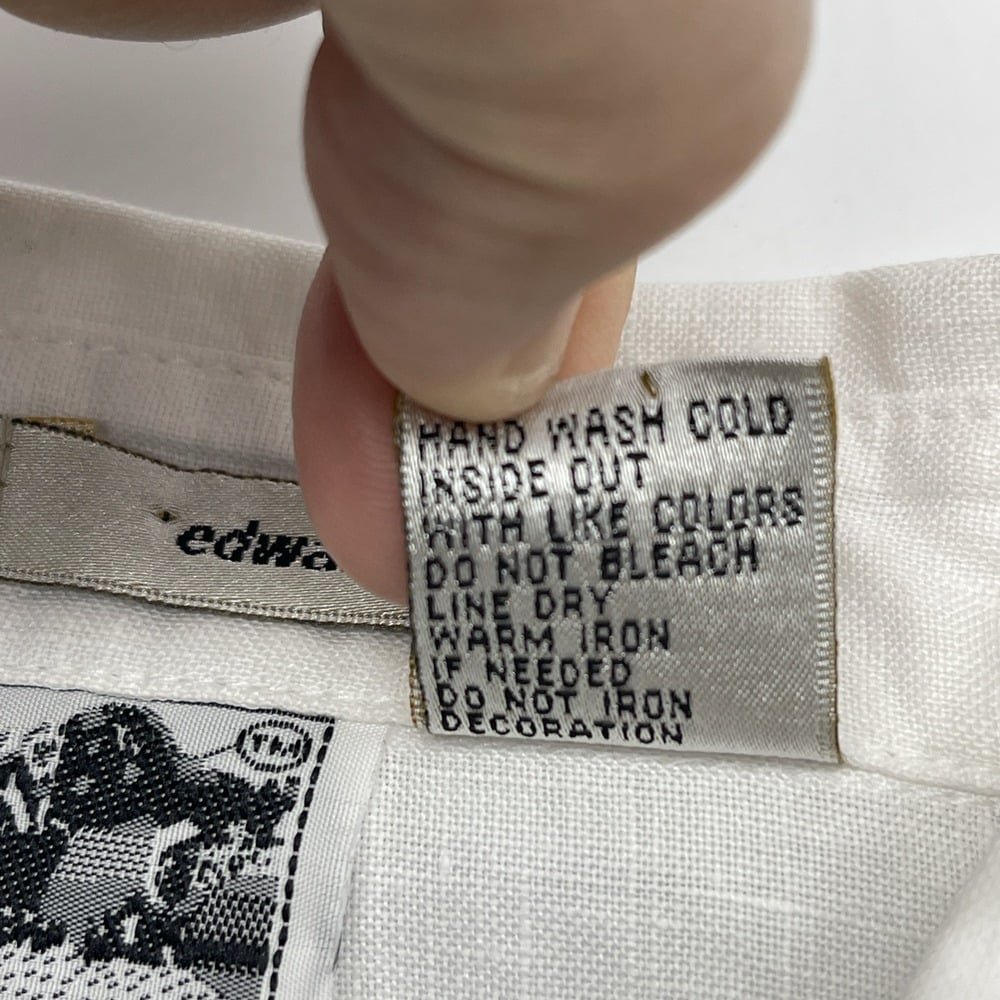 HAND WASH COLD
INSIDE OUT
WITH LIKE COLORS
DO NOT BLEACH
LINE DRY
WARM IRON
IF NEEDED
DO NOT IRON
DECORATION
edwa
TM